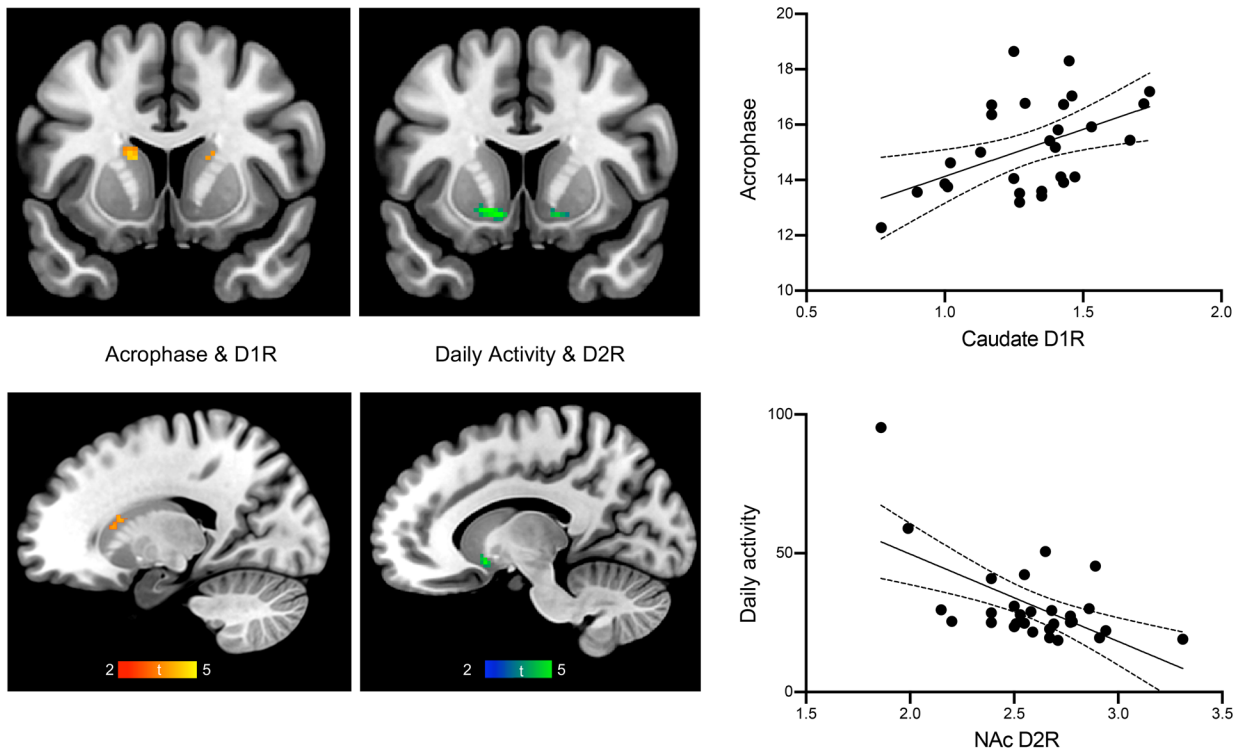 20
18
16
14
12
10
Acrophase
0.5 1.0 1.5 2.0
Caudate D1R
Acrophase & D1R
Daily Activity & D2R
2 t 5
2 t 5
100
50
0
Daily activity
1.5 2.0 2.5 3.0 3.5
NAc D2R